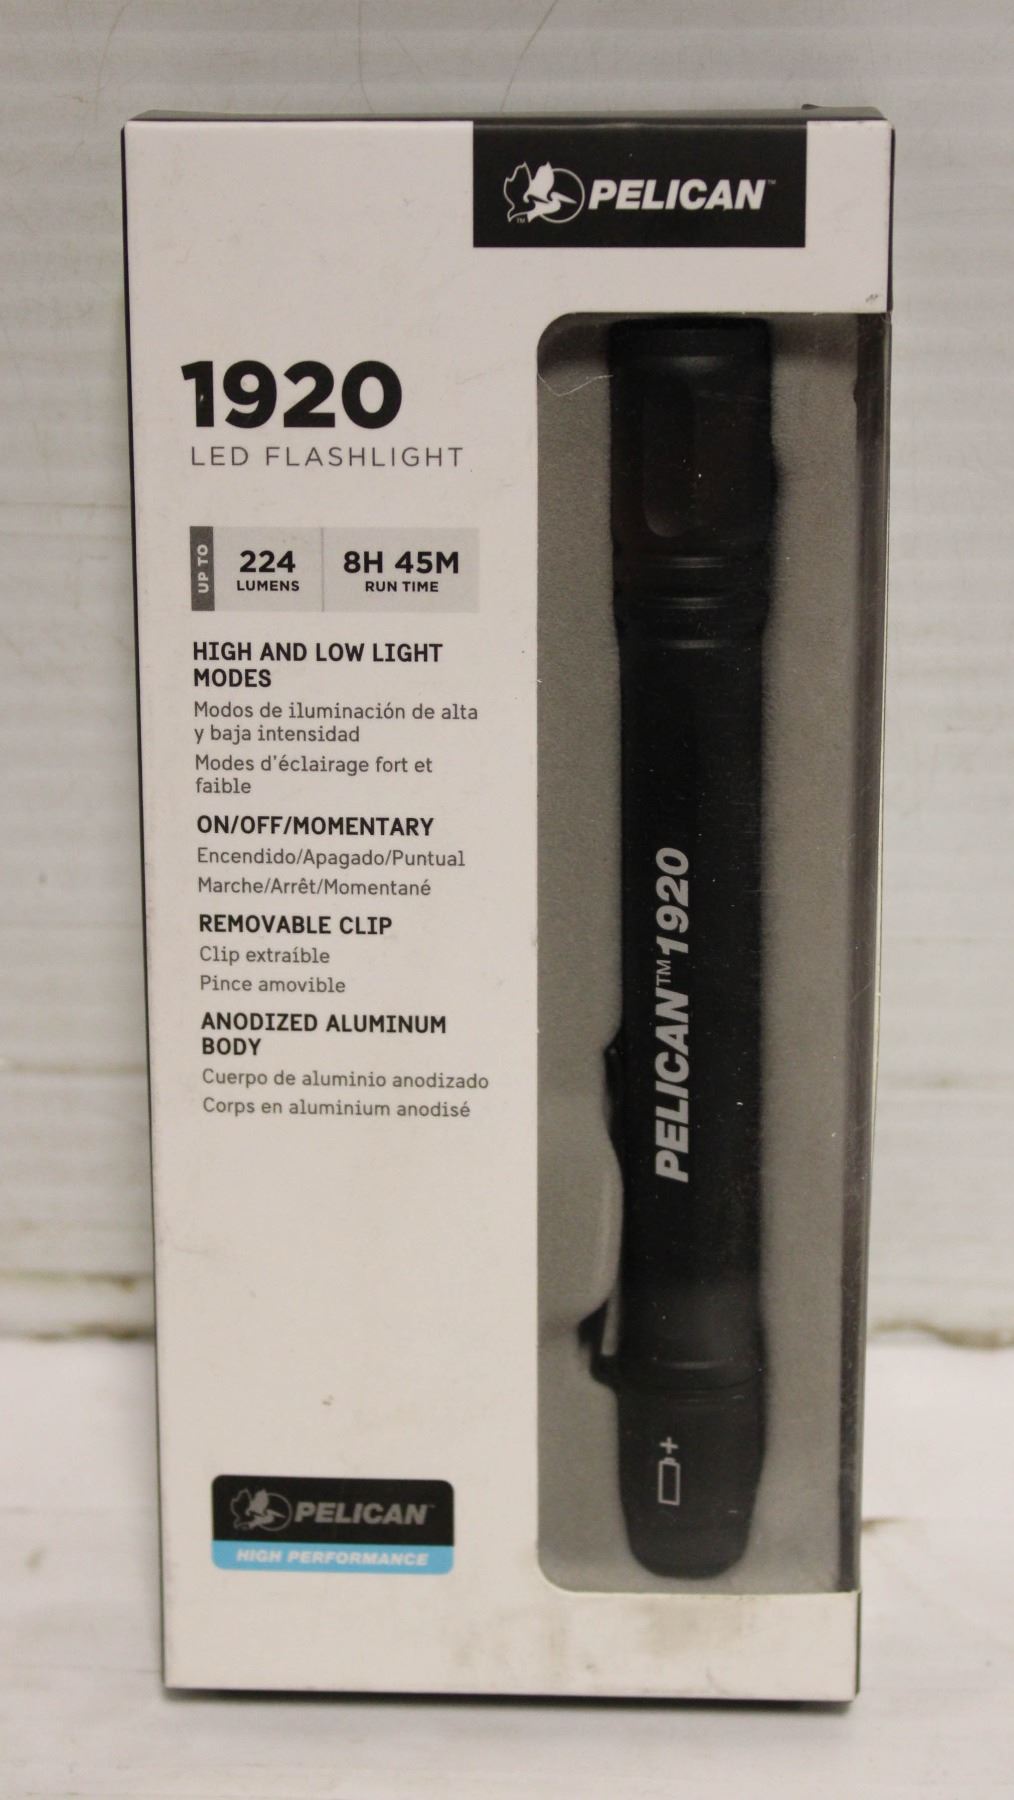 PELICAN™
1920
LED FLASHLIGHT
UP TO
224
LUMENS
8H 45M
RUN TIME
HIGH AND LOW LIGHT
MODES
Modos de iluminación de alta
y baja intensidad
Modes d'éclairage fort et
faible
ON/OFF/MOMENTARY
Encendido/Apagado/Puntual
Marche/Arrêt/Momentané
REMOVABLE CLIP
Clip extraíble
Pince amovible
ANODIZED ALUMINUM
BODY
Cuerpo de aluminio anodizado
Corps en aluminium anodisé
PELICAN™ 1920
+
PELICAN™
HIGH PERFORMANCE